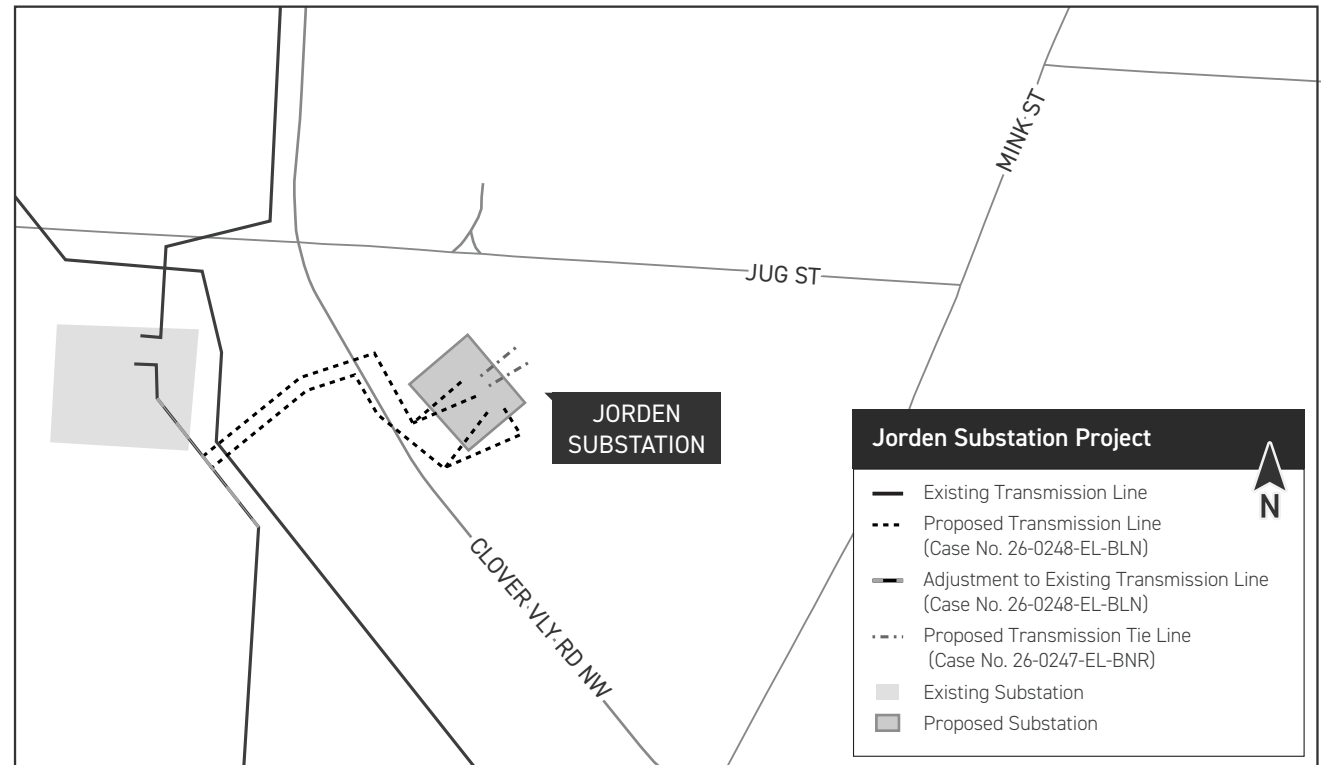 MINK ST
JUG ST
JORDEN
SUBSTATION
CLOVER VLY RD NW
Jorden Substation Project
N
Existing Transmission Line
Proposed Transmission Line
(Case No. 26-0248-EL-BLN)
Adjustment to Existing Transmission Line
(Case No. 26-0248-EL-BLN)
Proposed Transmission Tie Line
(Case No. 26-0247-EL-BNR)
Existing Substation
Proposed Substation